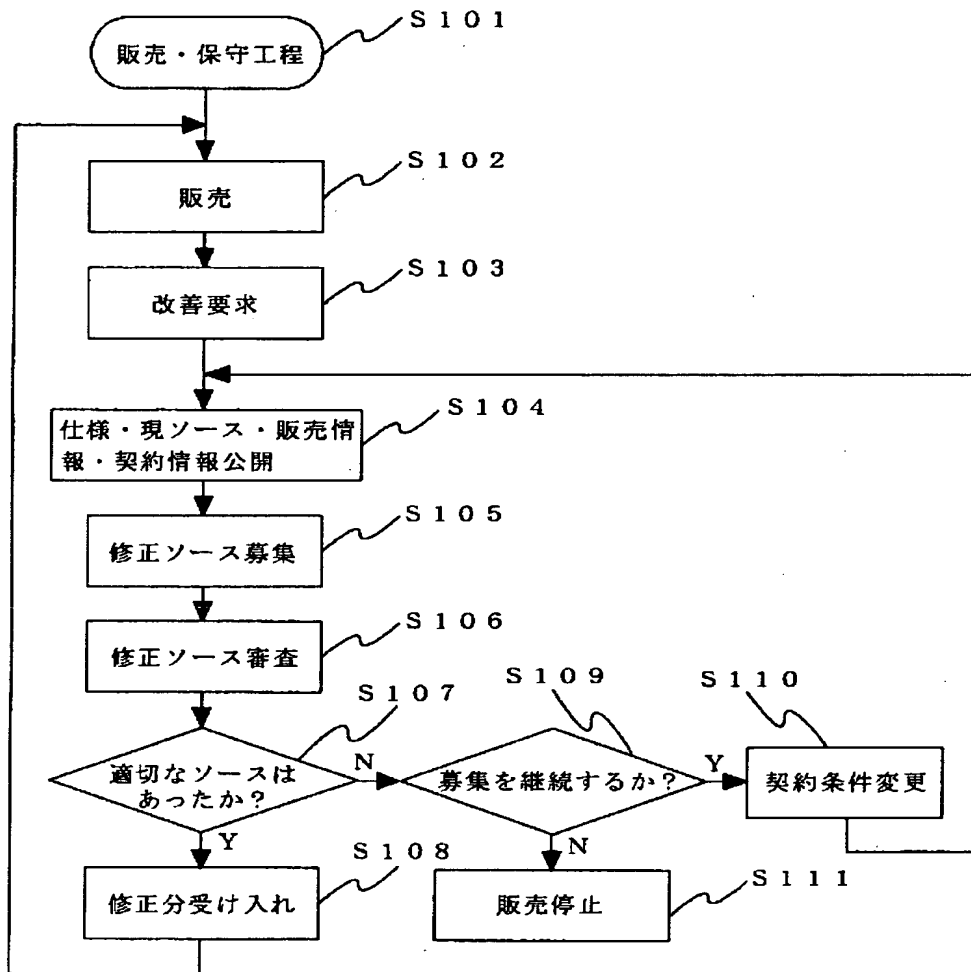 S101
販売・保守工程
S102
販売
S103
改善要求
S104
仕様・現ソース・販売情
報・契約情報公開
S105
修正ソース募集
S106
修正ソース審査
S107
適切なソースは
あったか?
N
Y
S109
募集を継続するか?
Y
N
S110
契約条件変更
S108
修正分受け入れ
S111
販売停止